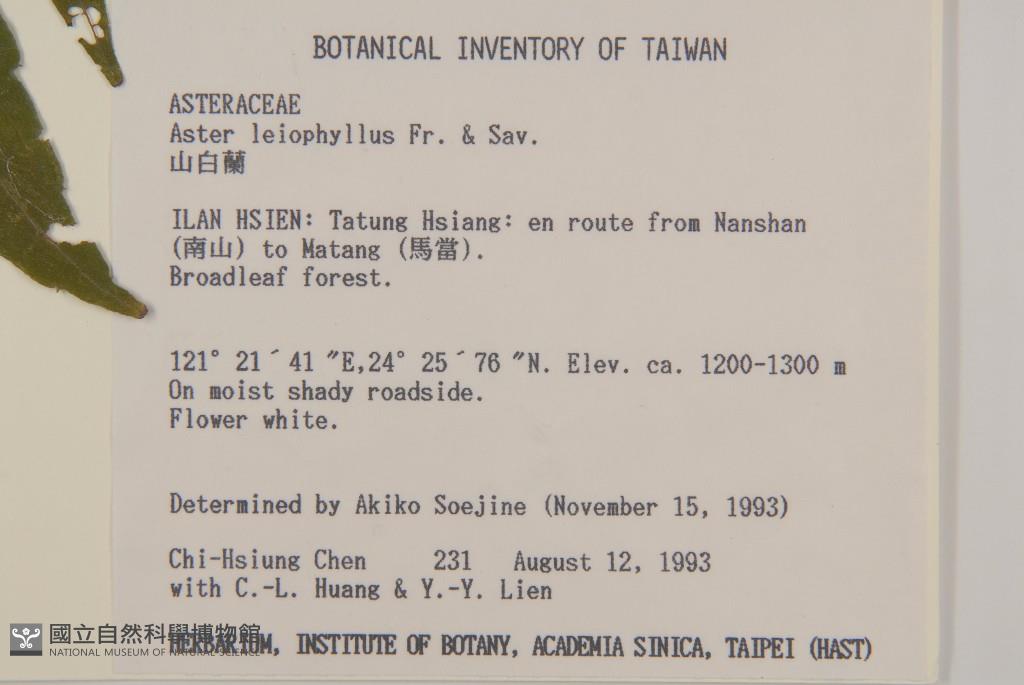 BOTANICAL INVENTORY OF TAIWAN
ASTERACEAE
Aster leiophyllus Fr. & Sav.
山白蘭
ILAN HSIEN: Tatung Hsiang: en route from Nanshan
(南山) to Matang (馬當).
Broadleaf forest.
121° 21´41 ″E,24° 25´76 ″N. Elev. ca. 1200-1300 m
On moist shady roadside.
Flower white.
Determined by Akiko Soejine (November 15, 1993)
Chi-Hsiung Chen 231 August 12, 1993
with C.-L. Huang & Y.-Y. Lien
HERBARIUM, INSTITUTE OF BOTANY, ACADEMIA SINICA, TAIPEI (HAST)
國立自然科學博物館
NATIONAL MUSEUM OF NATURAL SCIENCE